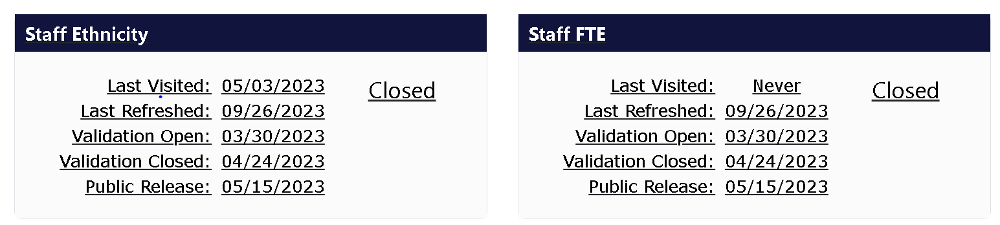 Staff Ethnicity
Last Visited: 05/03/2023 Closed
Last Refreshed: 09/26/2023
Validation Open: 03/30/2023
Validation Closed: 04/24/2023
Public Release: 05/15/2023
Staff FTE
Last Visited: Never Closed
Last Refreshed: 09/26/2023
Validation Open: 03/30/2023
Validation Closed: 04/24/2023
Public Release: 05/15/2023